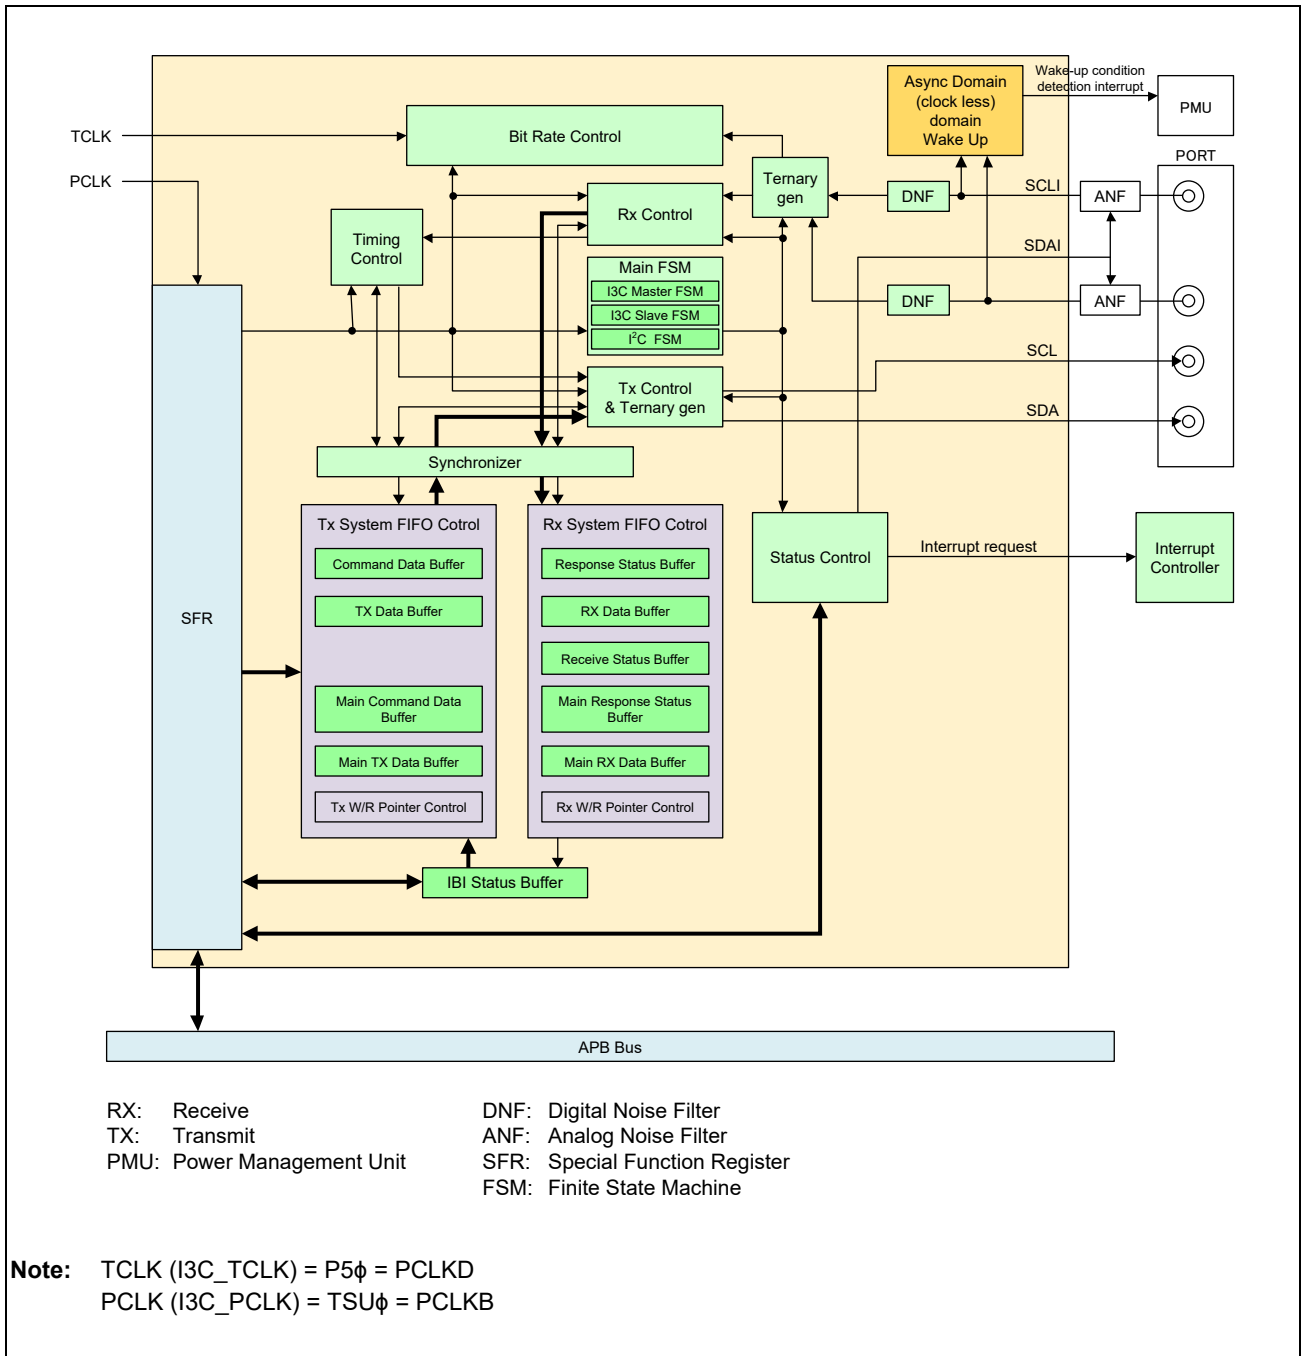 Async Domain
(clock less)
domain
Wake Up
Wake-up condition
detection interrupt
PMU
TCLK
Bit Rate Control
PORT
PCLK
Ternary
gen
DNF
SCLI
ANF
Rx Control
Timing
Control
SDAI
Main FSM
I3C Master FSM
I3C Slave FSM
I²C FSM
DNF
ANF
SCL
Tx Control
& Ternary gen
SDA
Synchronizer
Tx System FIFO Cotrol
Rx System FIFO Cotrol
Command Data Buffer
Response Status Buffer
Status Control
Interrupt request
Interrupt
Controller
SFR
TX Data Buffer
RX Data Buffer
Receive Status Buffer
Main Command Data
Buffer
Main Response Status
Buffer
Main TX Data Buffer
Main RX Data Buffer
Tx W/R Pointer Control
Rx W/R Pointer Control
IBI Status Buffer
APB Bus
RX: Receive
TX: Transmit
PMU: Power Management Unit
DNF: Digital Noise Filter
ANF: Analog Noise Filter
SFR: Special Function Register
FSM: Finite State Machine
Note: TCLK (I3C_TCLK) = P5ϕ = PCLKD
PCLK (I3C_PCLK) = TSUϕ = PCLKB